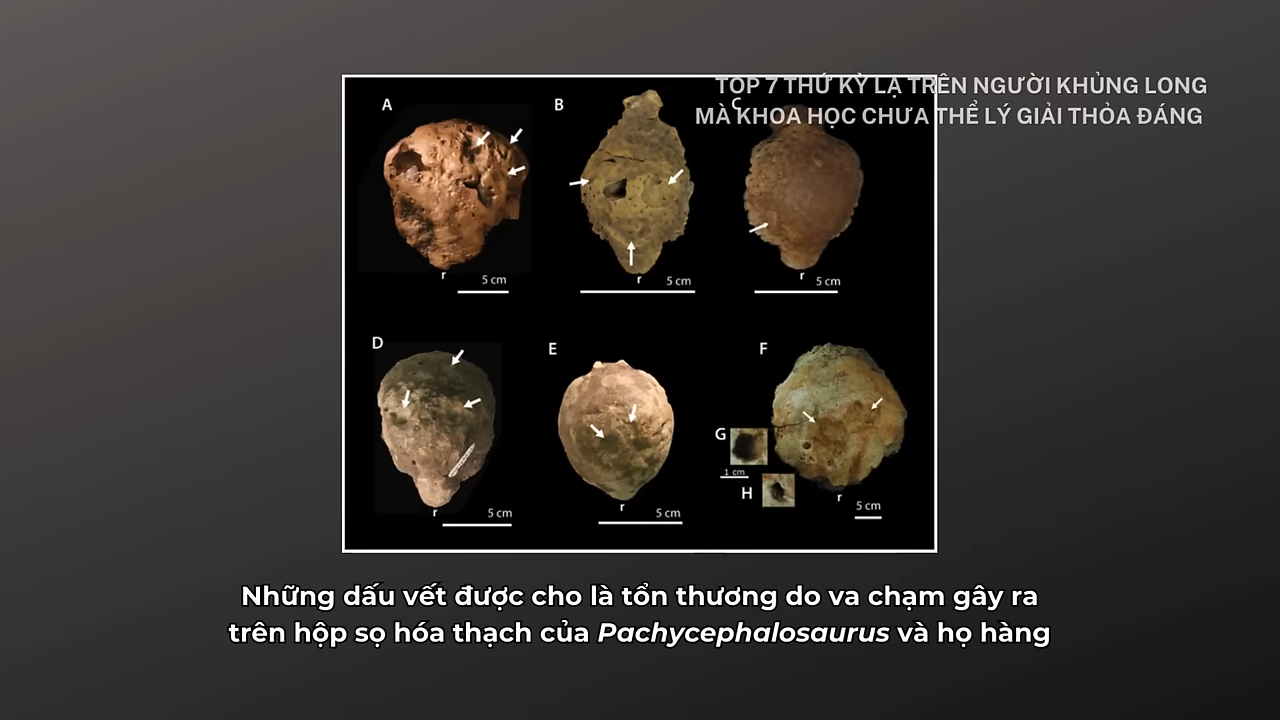 TOP 7 THỨ KỲ LẠ TRÊN NGƯỜI KHỦNG LONG
MÀ KHOA HỌC CHƯA THỂ LÝ GIẢI THỎA ĐÁNG
A
B
C
r
5 cm
r
5 cm
r
5 cm
D
E
F
G
1 cm
H
r
5 cm
r
5 cm
r
5 cm
Những dấu vết được cho là tổn thương do va chạm gây ra
trên hộp sọ hóa thạch của Pachycephalosaurus và họ hàng